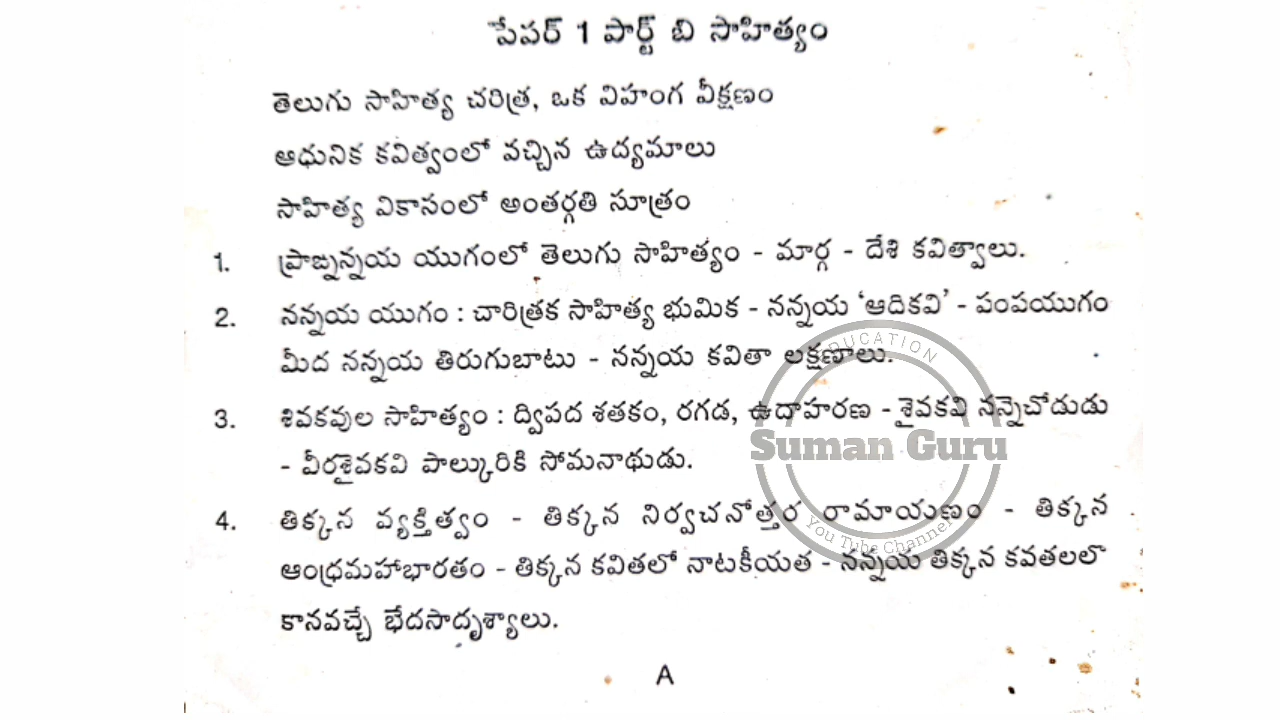 సేపర్ 1 పార్ట్ బి సాహిత్యం
తెలుగు సాహిత్య చరిత్ర, ఒక విహంగ వీక్షణం
ఆధునిక కవిత్వంలో వచ్చిన ఉద్యమాలు
సాహిత్య వికాసంలో అంతర్గతి సూత్రం
1. ప్రాఙ్నన్నయ యుగంలో తెలుగు సాహిత్యం - మార్గ - దేశి కవిత్వాలు.
2. నన్నయ యుగం : చారిత్రక సాహిత్య భుమిక - నన్నయ ‘ఆదికవి’ - పంపయుగం
మీద నన్నయ తిరుగుబాటు - నన్నయ కవితా లక్షణాలు.
3. శివకవుల సాహిత్యం : ద్విపద శతకం, రగడ, ఉదాహరణ - శైవకవి నన్నెచోడుడు
- వీరశైవకవి పాల్కురికి సోమనాథుడు.
4. తిక్కన వ్యక్తిత్వం - తిక్కన నిర్వచనోత్తర రామాయణం - తిక్కన
ఆంధ్రమహాభారతం - తిక్కన కవితలో నాటకీయత - నన్నయ తిక్కన కవతలలొ
కానవచ్చే భేదసాదృశ్యాలు.
A
EDUCATION
Suman Guru
You Tube Channel